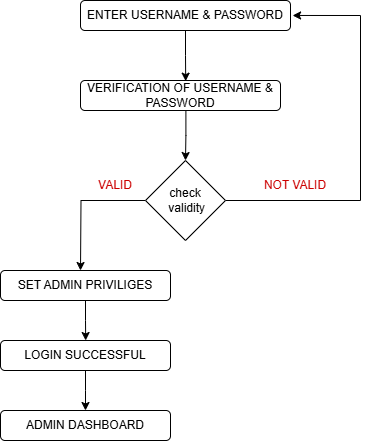 ENTER USERNAME & PASSWORD
VERIFICATION OF USERNAME &
PASSWORD
check
validity
VALID
NOT VALID
SET ADMIN PRIVILIGES
LOGIN SUCCESSFUL
ADMIN DASHBOARD